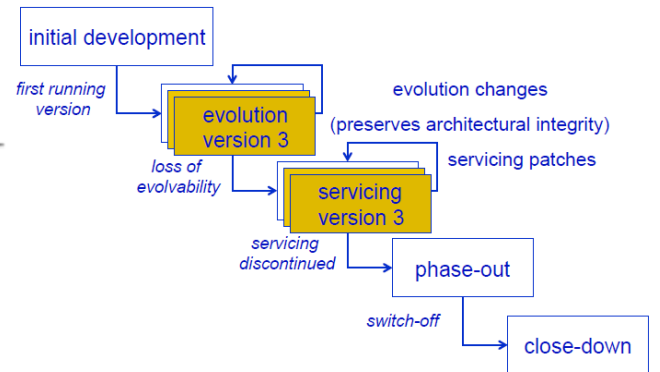 initial development
first running
version
evolution
version 3
evolution changes
(preserves architectural integrity)
loss of
evolvability
servicing patches
servicing
version 3
servicing
discontinued
phase-out
switch-off
close-down